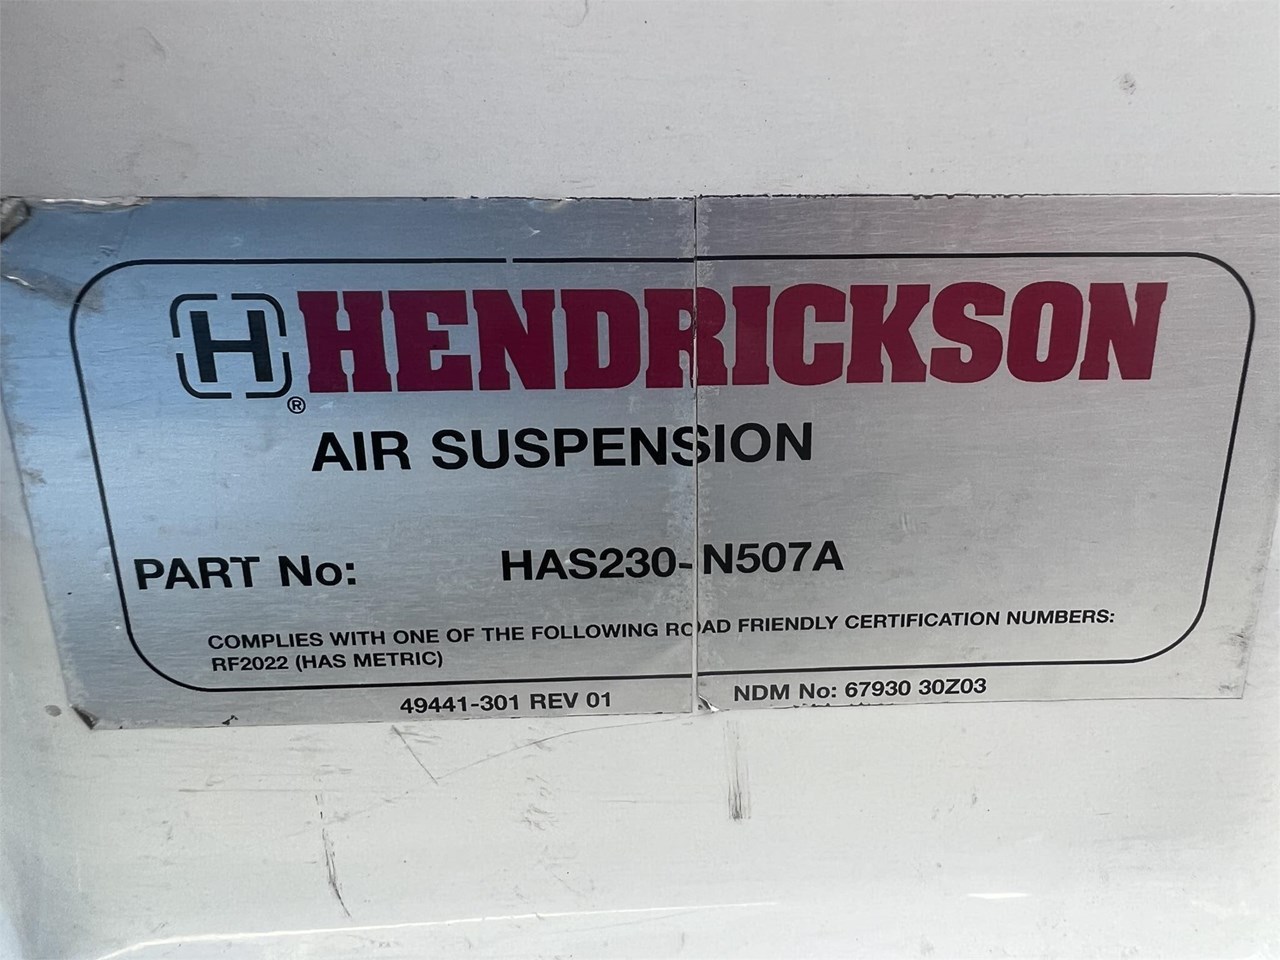 H HENDRICKSON
®
AIR SUSPENSION
PART No: HAS230-N507A
COMPLIES WITH ONE OF THE FOLLOWING ROAD FRIENDLY CERTIFICATION NUMBERS:
RF2022 (HAS METRIC)
49441-301 REV 01 NDM No: 67930 30Z03